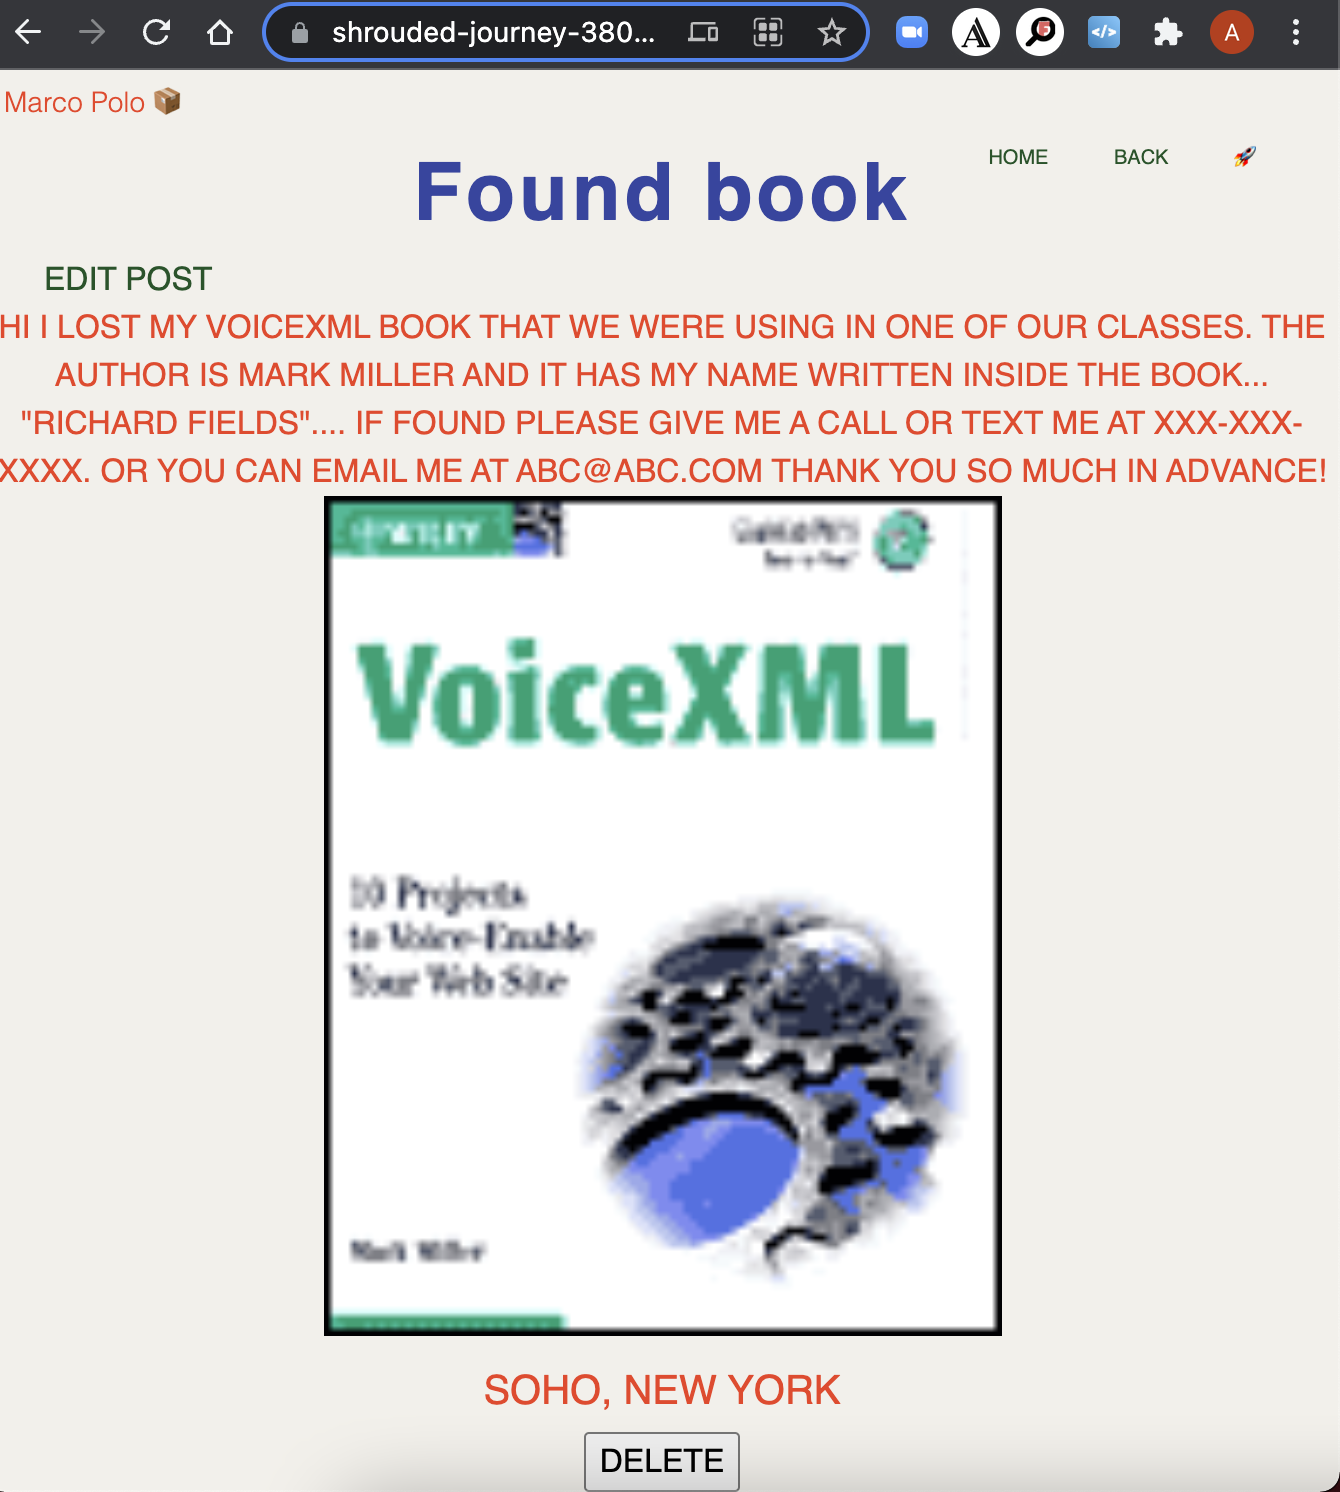 shrouded-journey-380...
A
Marco Polo 📦
HOME BACK 🚀
Found book
EDIT POST
HI I LOST MY VOICEXML BOOK THAT WE WERE USING IN ONE OF OUR CLASSES. THE
AUTHOR IS MARK MILLER AND IT HAS MY NAME WRITTEN INSIDE THE BOOK...
"RICHARD FIELDS".... IF FOUND PLEASE GIVE ME A CALL OR TEXT ME AT XXX-XXX-
XXXX. OR YOU CAN EMAIL ME AT ABC@ABC.COM THANK YOU SO MUCH IN ADVANCE!
WILEY
VoiceXML
10 Projects
to Voice-Enable
Your Web Site
Mark Miller
SOHO, NEW YORK
DELETE